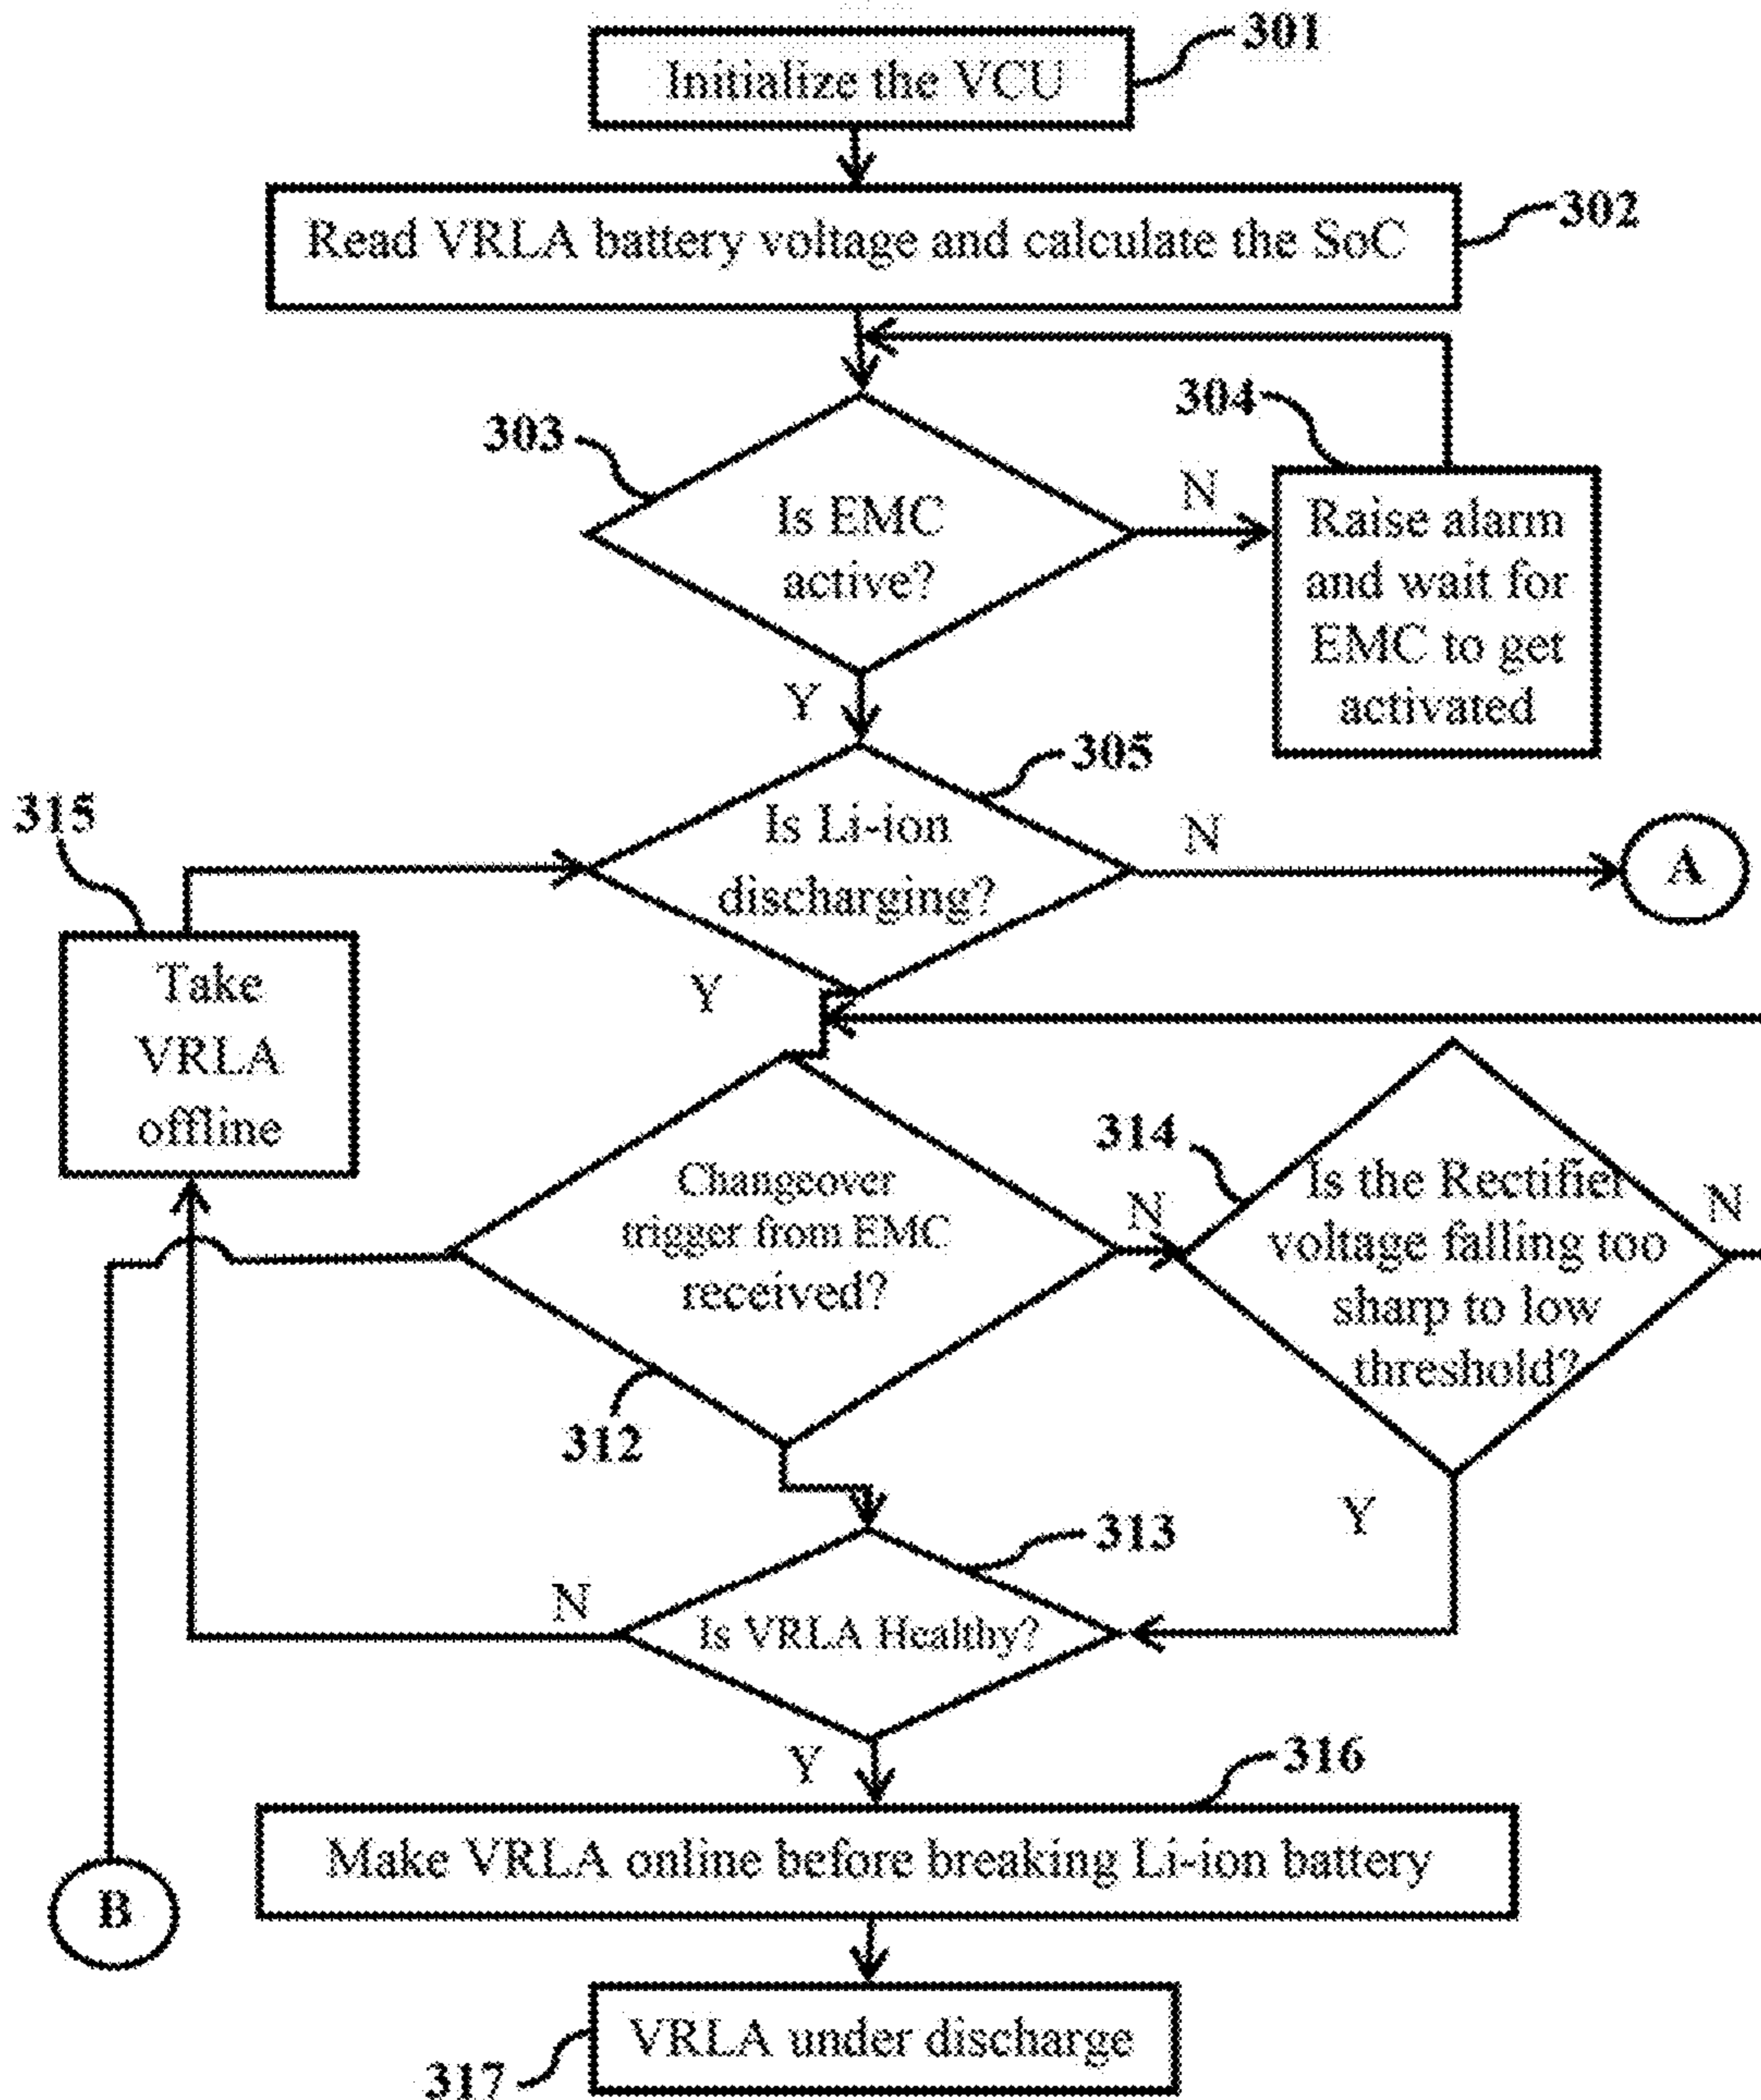 301
Initialize the VCU
302
Read VRLA battery voltage and calculate the SoC
303
Is EMC
active?
N
304
Raise alarm
and wait for
EMC to get
activated
Y
305
Is Li-ion
discharging?
N
A
315
Take
VRLA
offline
Y
Changeover
trigger from EMC
received?
312
N
314
Is the Rectifier
voltage falling too
sharp to low
threshold?
N
Y
313
Is VRLA Healthy?
N
Y
316
Make VRLA online before breaking Li-ion battery
B
317
VRLA under discharge